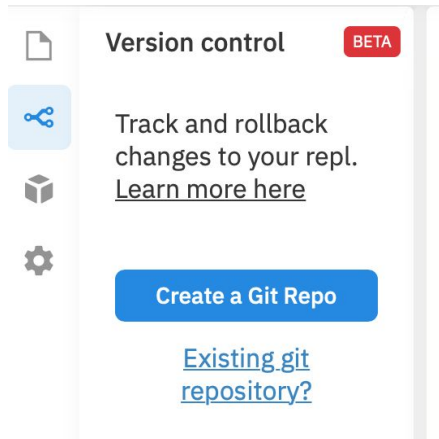 Version control
BETA
Track and rollback
changes to your repl.
Learn more here
Create a Git Repo
Existing git
repository?